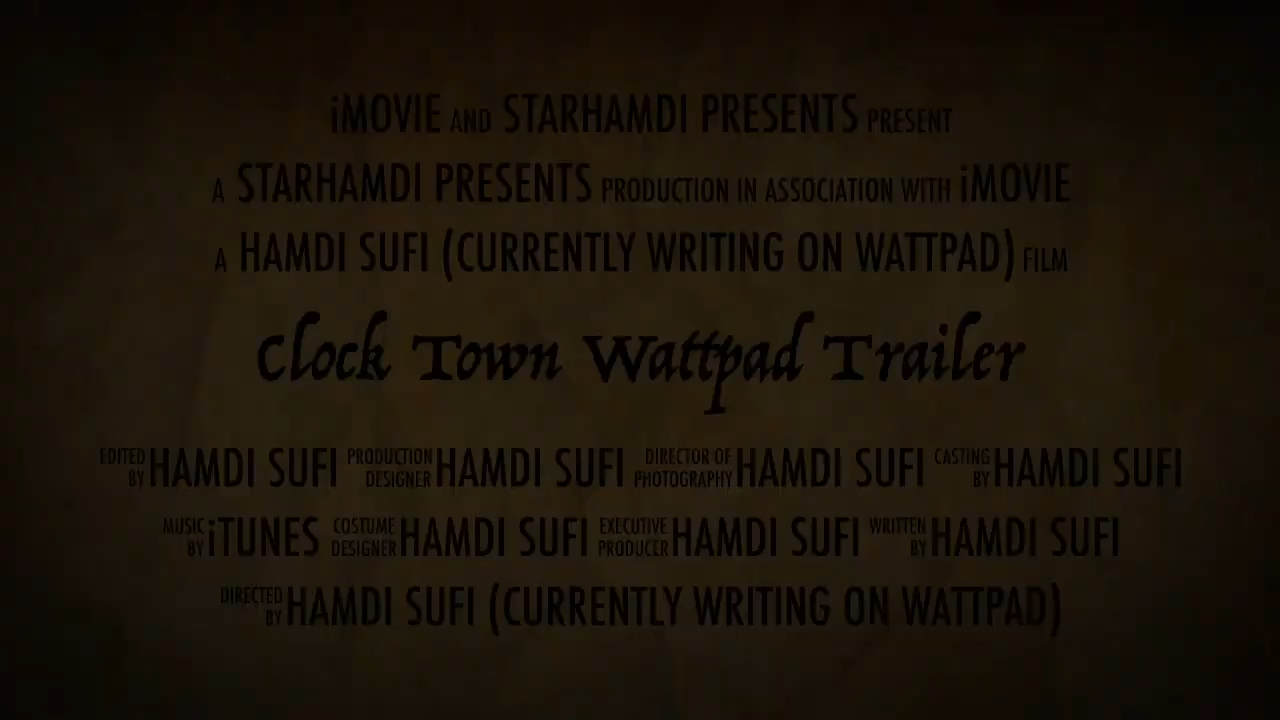 iMOVIE AND STARHAMDI PRESENTS PRESENT
A STARHAMDI PRESENTS PRODUCTION IN ASSOCIATION WITH iMOVIE
A HAMDI SUFI (CURRENTLY WRITING ON WATTPAD) FILM
Clock Town Wattpad Trailer
EDITED BY HAMDI SUFI PRODUCTION DESIGNER HAMDI SUFI DIRECTOR OF PHOTOGRAPHY HAMDI SUFI CASTING BY HAMDI SUFI
MUSIC BY iTUNES COSTUME DESIGNER HAMDI SUFI EXECUTIVE PRODUCER HAMDI SUFI WRITTEN BY HAMDI SUFI
DIRECTED BY HAMDI SUFI (CURRENTLY WRITING ON WATTPAD)